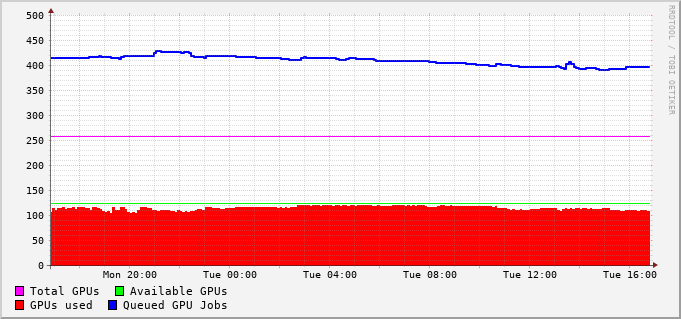 500
450
400
350
300
250
200
150
100
50
0
Mon 20:00 Tue 00:00 Tue 04:00 Tue 08:00 Tue 12:00 Tue 16:00
Total GPUs Available GPUs
GPUs used Queued GPU Jobs
RRDTOOL / TOBI OETIKER